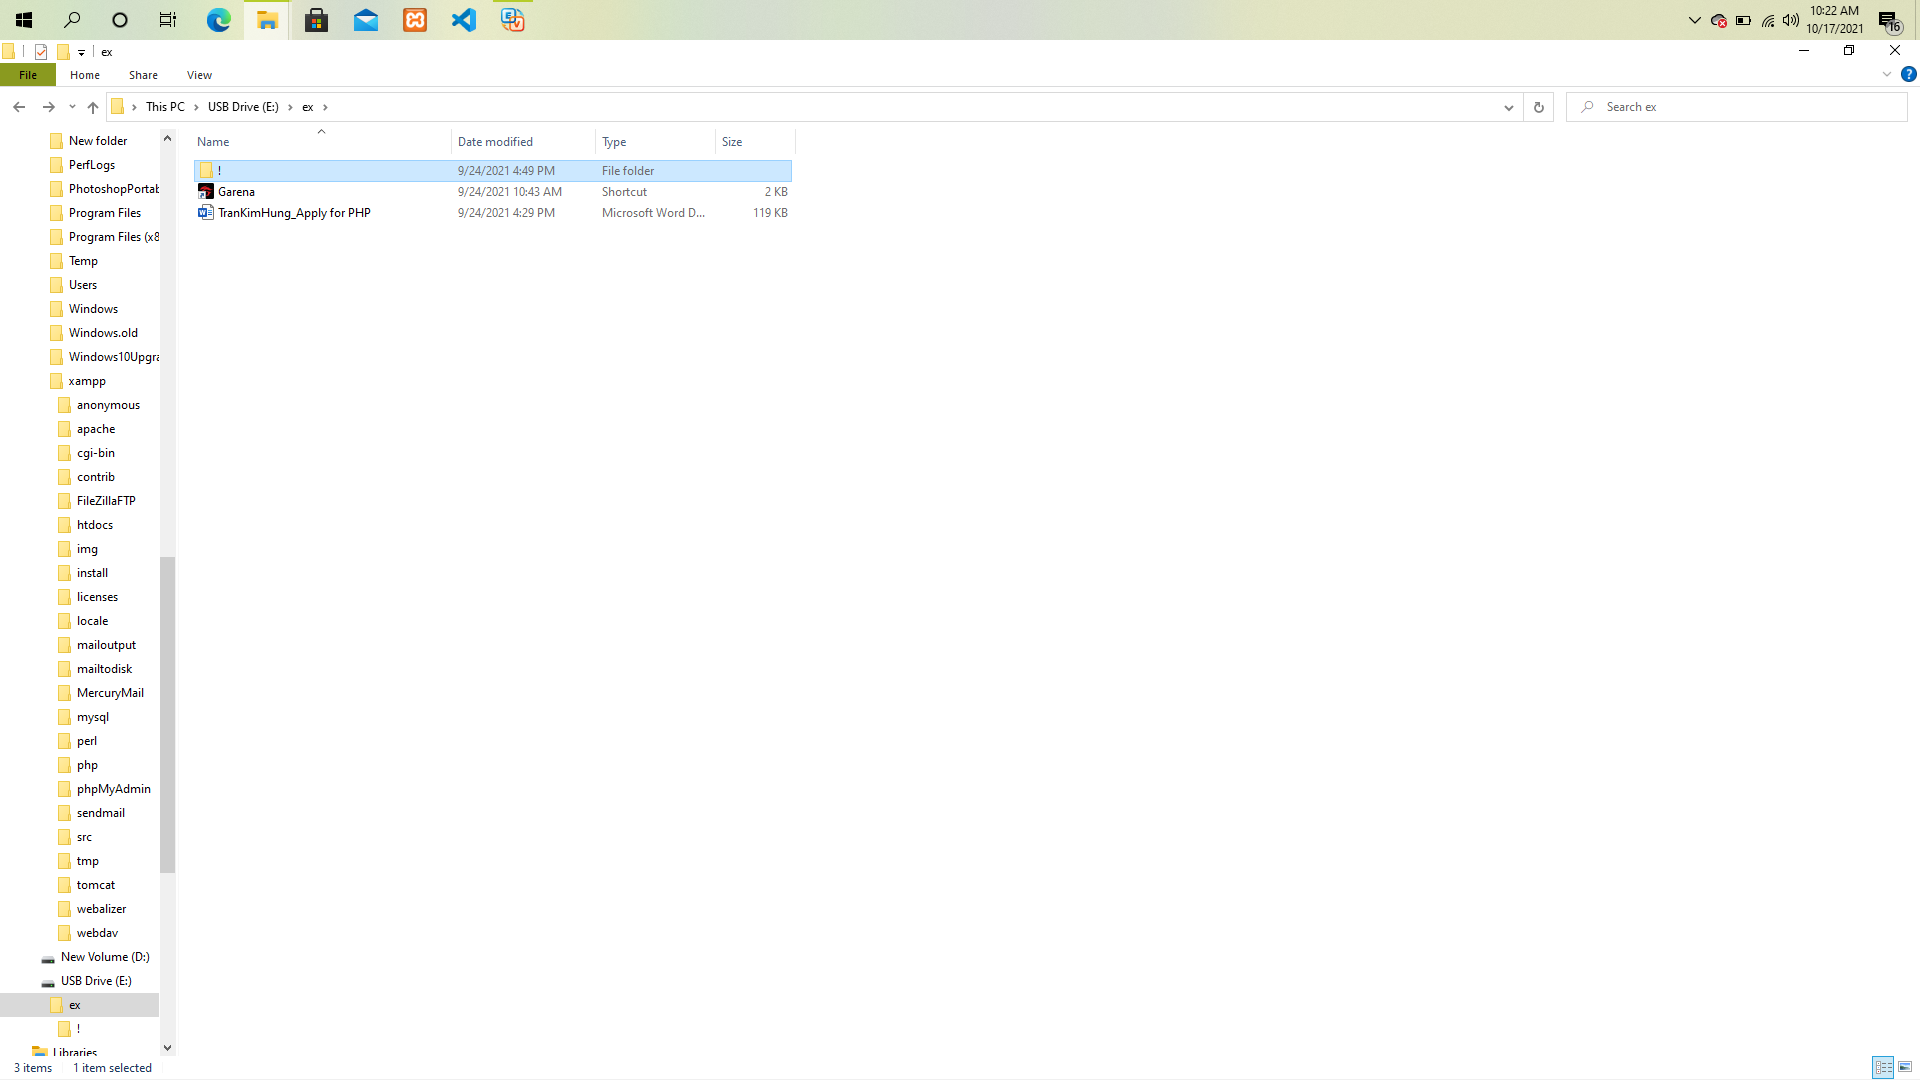 10:22 AM
10/17/2021
16
ex
File
Home
Share
View
?
This PC
USB Drive (E:)
ex
Search ex
Name
Date modified
Type
Size
!
9/24/2021 4:49 PM
File folder
Garena
9/24/2021 10:43 AM
Shortcut
2 KB
TranKimHung_Apply for PHP
9/24/2021 4:29 PM
Microsoft Word D...
119 KB
New folder
PerfLogs
PhotoshopPortab
Program Files
Program Files (x8
Temp
Users
Windows
Windows.old
Windows10Upgra
xampp
anonymous
apache
cgi-bin
contrib
FileZillaFTP
htdocs
img
install
licenses
locale
mailoutput
mailtodisk
MercuryMail
mysql
perl
php
phpMyAdmin
sendmail
src
tmp
tomcat
webalizer
webdav
New Volume (D:)
USB Drive (E:)
ex
!
Libraries
3 items
1 item selected